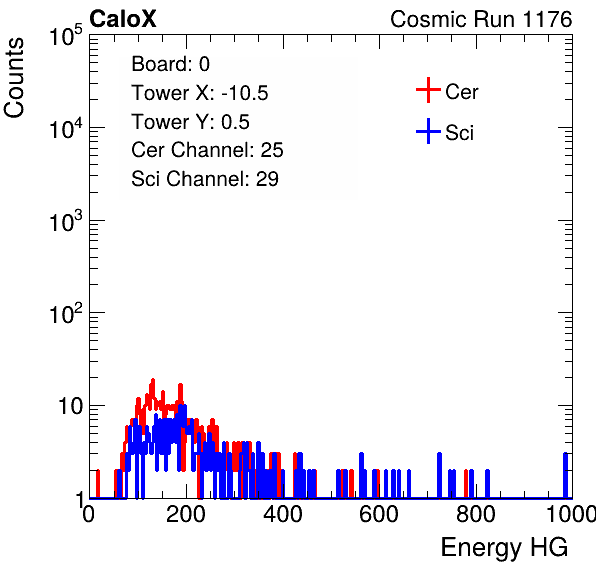 CaloX Cosmic Run 1176
Counts
10^5
10^4
10^3
10^2
10
1
Board: 0
Tower X: -10.5
Tower Y: 0.5
Cer Channel: 25
Sci Channel: 29
Cer
Sci
0 200 400 600 800 1000
Energy HG